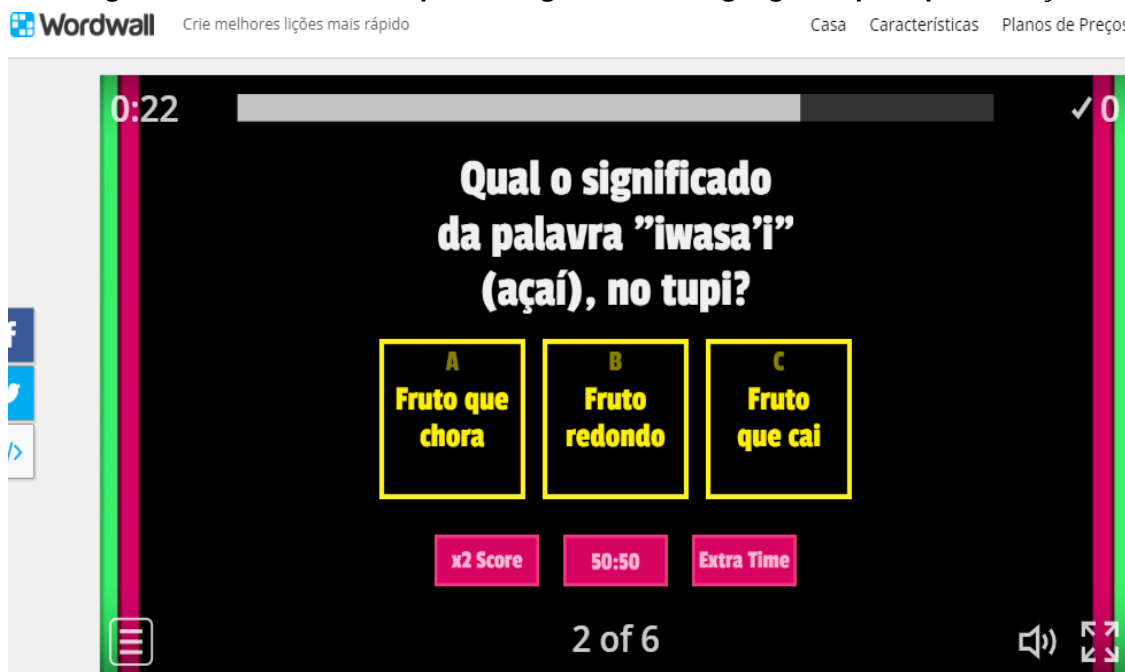 Wordwall Crie melhores lições mais rápido Casa Características Planos de Preços
0:22 ✓ 0
Qual o significado
da palavra ”iwasa’i”
(açaí), no tupi?
A B C
Fruto que Fruto Fruto
chora redondo que cai
x2 Score 50:50 Extra Time
2 of 6